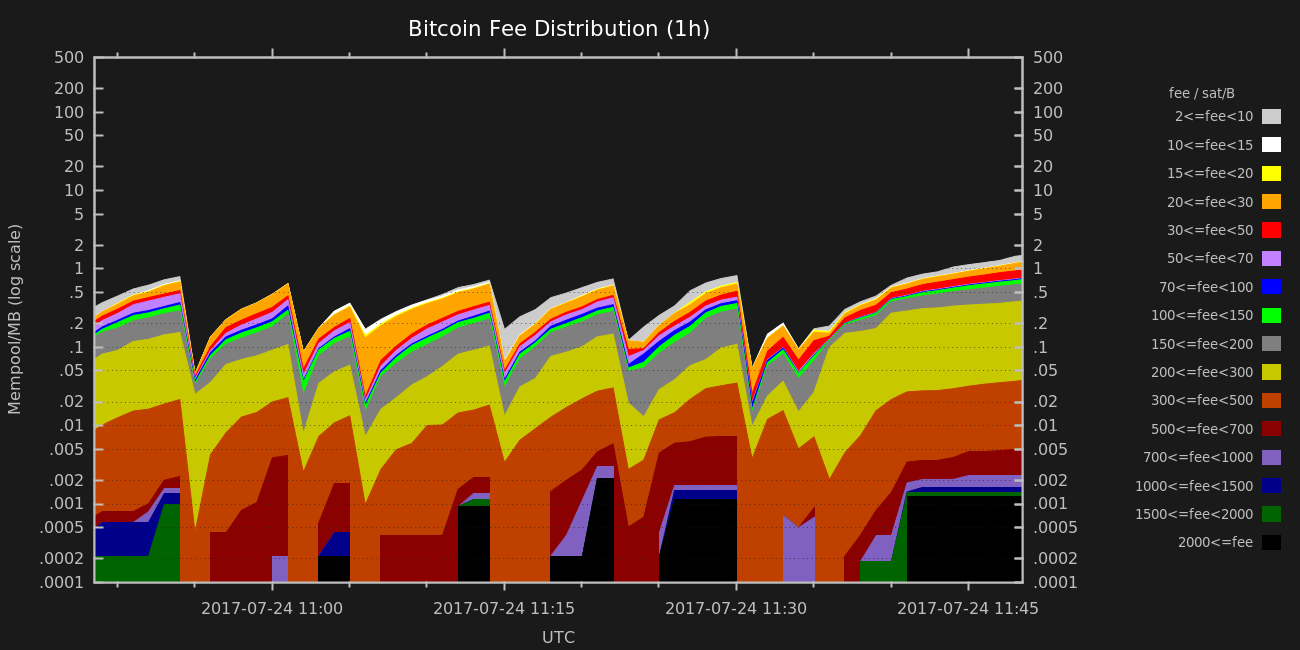 Bitcoin Fee Distribution (1h)
500
200
100
50
20
10
5
2
1
.5
.2
.1
.05
.02
.01
.005
.002
.001
.0005
.0002
.0001
Mempool/MB (log scale)
500
200
100
50
20
10
5
2
1
.5
.2
.1
.05
.02
.01
.005
.002
.001
.0005
.0002
.0001
2017-07-24 11:00
2017-07-24 11:15
2017-07-24 11:30
2017-07-24 11:45
UTC
fee / sat/B
2<=fee<10
10<=fee<15
15<=fee<20
20<=fee<30
30<=fee<50
50<=fee<70
70<=fee<100
100<=fee<150
150<=fee<200
200<=fee<300
300<=fee<500
500<=fee<700
700<=fee<1000
1000<=fee<1500
1500<=fee<2000
2000<=fee